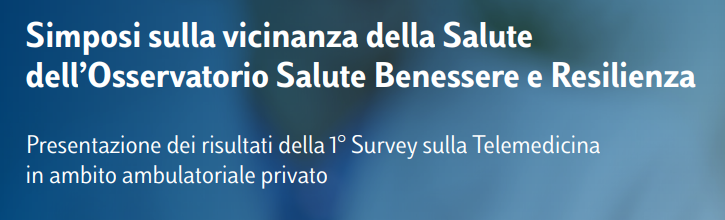 Simposi sulla vicinanza della Salute
dell’Osservatorio Salute Benessere e Resilienza
Presentazione dei risultati della 1° Survey sulla Telemedicina
in ambito ambulatoriale privato